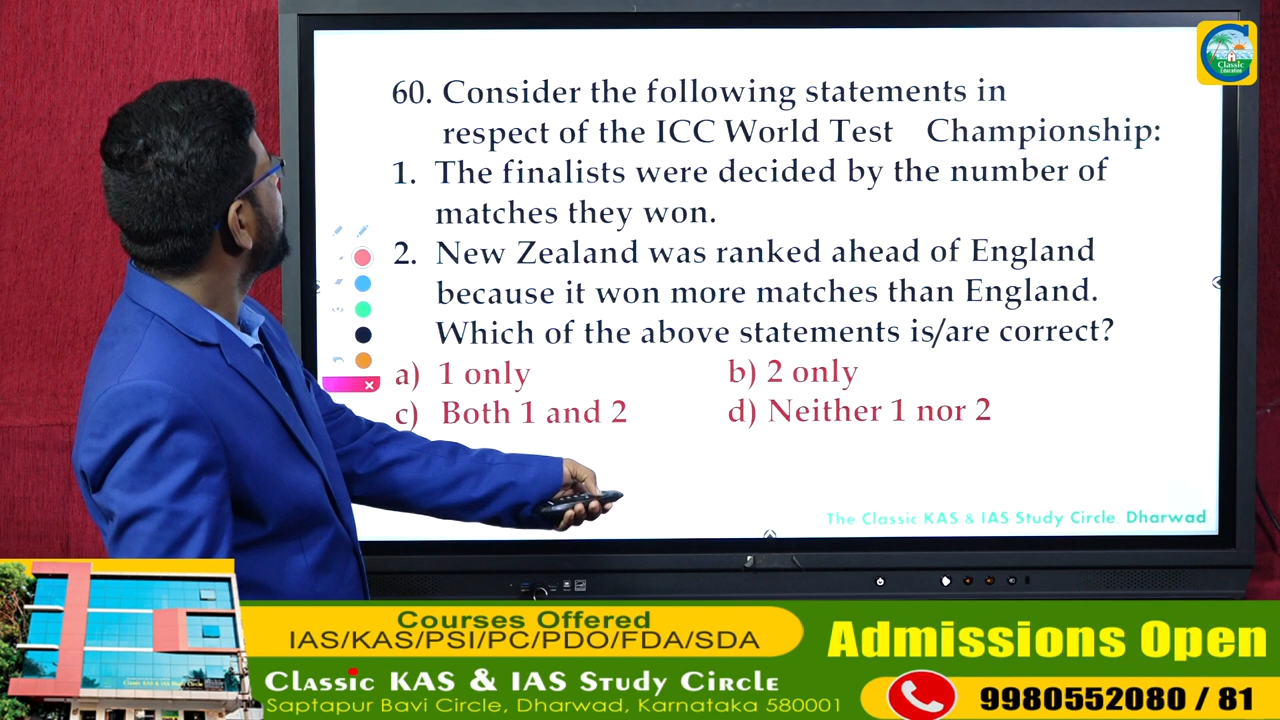 60. Consider the following statements in
respect of the ICC World Test Championship:
1. The finalists were decided by the number of
matches they won.
2. New Zealand was ranked ahead of England
because it won more matches than England.
Which of the above statements is/are correct?
a) 1 only b) 2 only
c) Both 1 and 2 d) Neither 1 nor 2
The Classic KAS & IAS Study Circle, Dharwad
Classic
Education
Courses Offered
IAS/KAS/PSI/PC/PDO/FDA/SDA
Classic KAS & IAS Study Circle
Saptapur Bavi Circle, Dharwad, Karnataka 580001
Admissions Open
9980552080 / 81